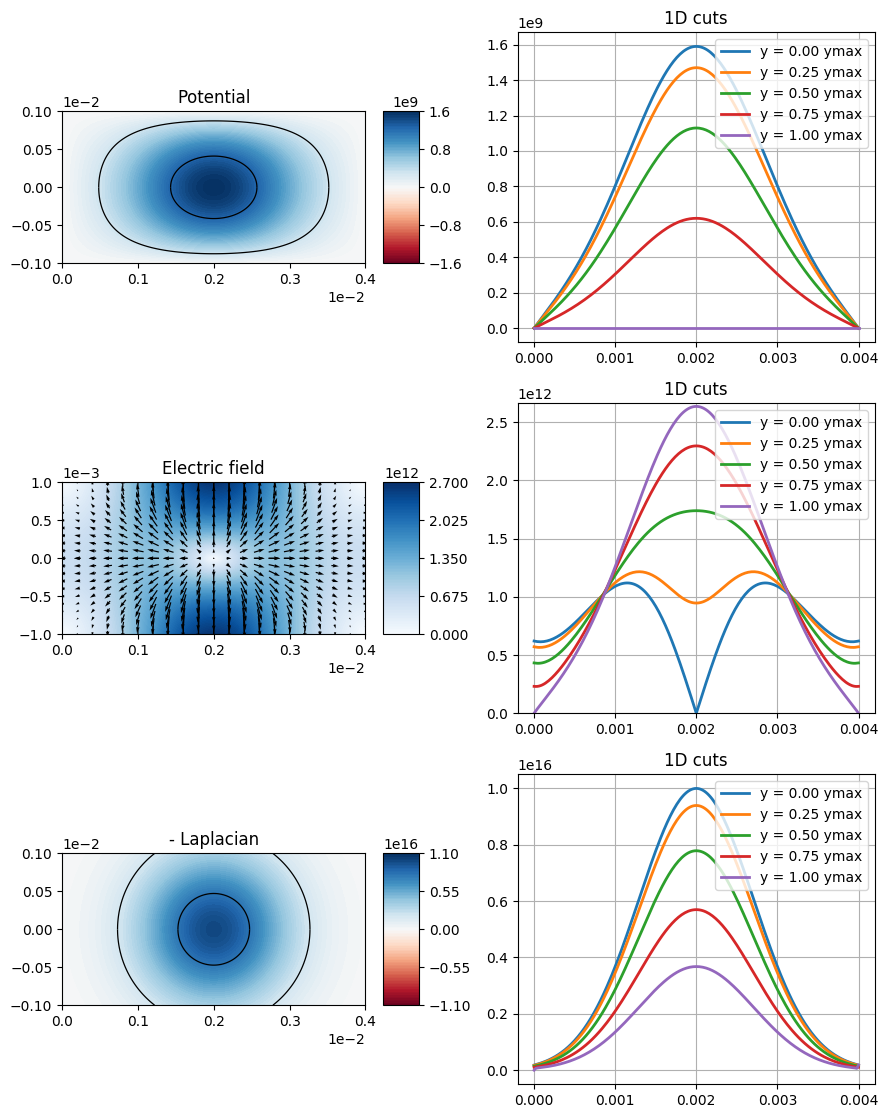 Potential
1e−2
0.10
0.05
0.00
−0.05
−0.10
0.0 0.1 0.2 0.3 0.4
1e−2
1e9
1.6
0.8
0.0
−0.8
−1.6
1D cuts
1e9
1.6
1.4
1.2
1.0
0.8
0.6
0.4
0.2
0.0
0.000 0.001 0.002 0.003 0.004
y = 0.00 ymax
y = 0.25 ymax
y = 0.50 ymax
y = 0.75 ymax
y = 1.00 ymax
Electric field
1e−3
1.0
0.5
0.0
−0.5
−1.0
0.0 0.1 0.2 0.3 0.4
1e−2
1e12
2.700
2.025
1.350
0.675
0.000
1D cuts
1e12
2.5
2.0
1.5
1.0
0.5
0.0
0.000 0.001 0.002 0.003 0.004
y = 0.00 ymax
y = 0.25 ymax
y = 0.50 ymax
y = 0.75 ymax
y = 1.00 ymax
- Laplacian
1e−2
0.10
0.05
0.00
−0.05
−0.10
0.0 0.1 0.2 0.3 0.4
1e−2
1e16
1.10
0.55
0.00
−0.55
−1.10
1D cuts
1e16
1.0
0.8
0.6
0.4
0.2
0.0
0.000 0.001 0.002 0.003 0.004
y = 0.00 ymax
y = 0.25 ymax
y = 0.50 ymax
y = 0.75 ymax
y = 1.00 ymax